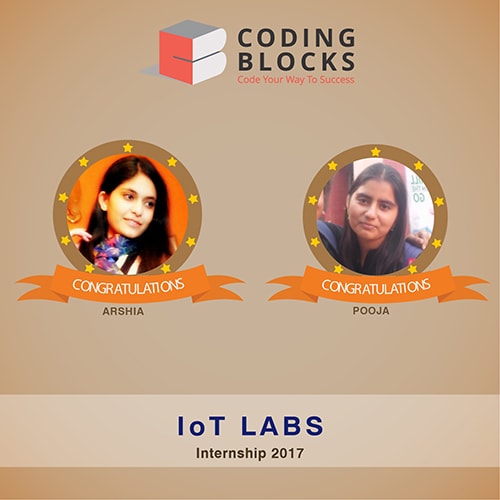 CODING
BLOCKS
Code Your Way To Success
CONGRATULATIONS
ARSHIA
CONGRATULATIONS
POOJA
IoT LABS
Internship 2017